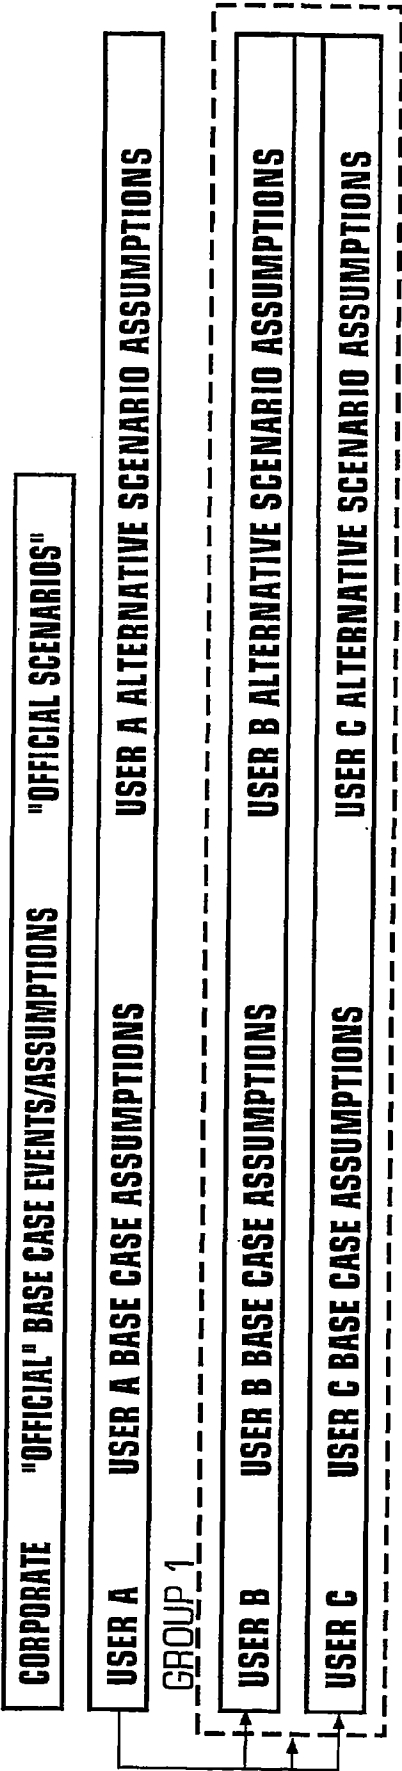 CORPORATE "OFFICIAL" BASE CASE EVENTS/ASSUMPTIONS "OFFICIAL SCENARIOS"
USER A USER A BASE CASE ASSUMPTIONS USER A ALTERNATIVE SCENARIO ASSUMPTIONS
GROUP 1
USER B USER B BASE CASE ASSUMPTIONS USER B ALTERNATIVE SCENARIO ASSUMPTIONS
USER C USER C BASE CASE ASSUMPTIONS USER C ALTERNATIVE SCENARIO ASSUMPTIONS